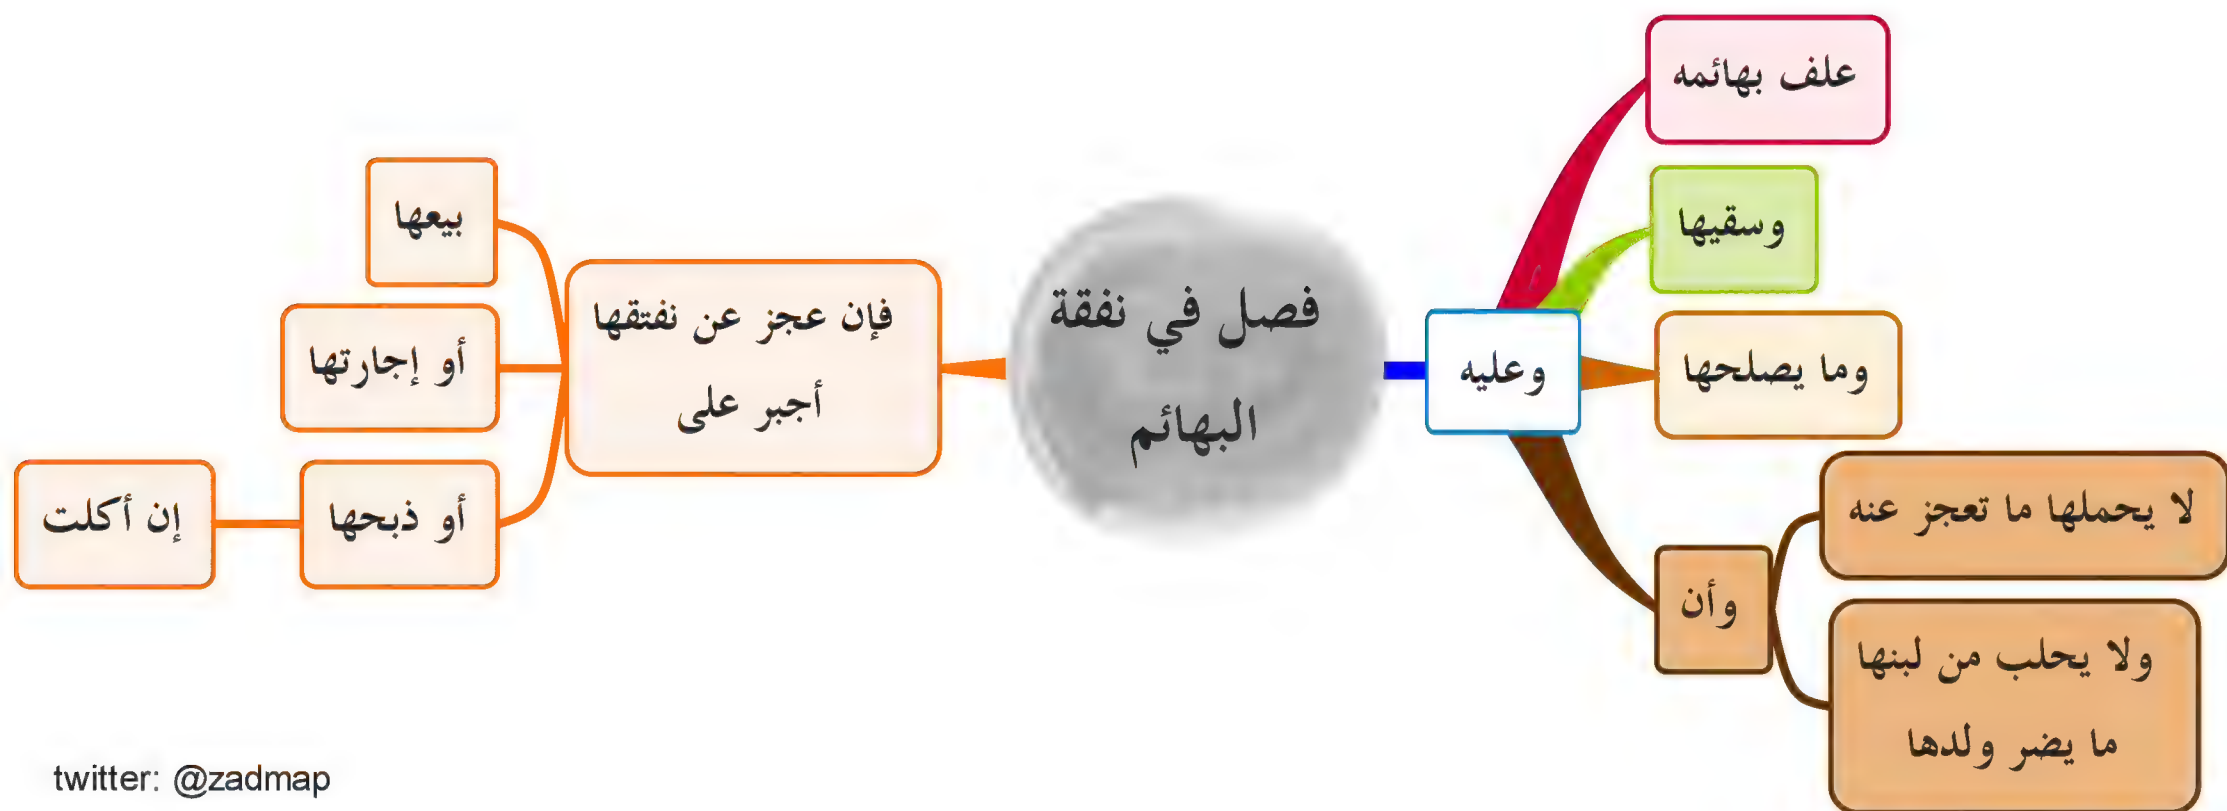 فصل في نفقة
البهائم
وعليه
علف بهائمه
وسقيها
وما يصلحها
وأن
لا يحملها ما تعجز عنه
ولا يحلب من لبنها
ما يضر ولدها
فإن عجز عن نفتقها
أجبر على
بيعها
أو إجارتها
أو ذبحها
إن أكلت
twitter: @zadmap